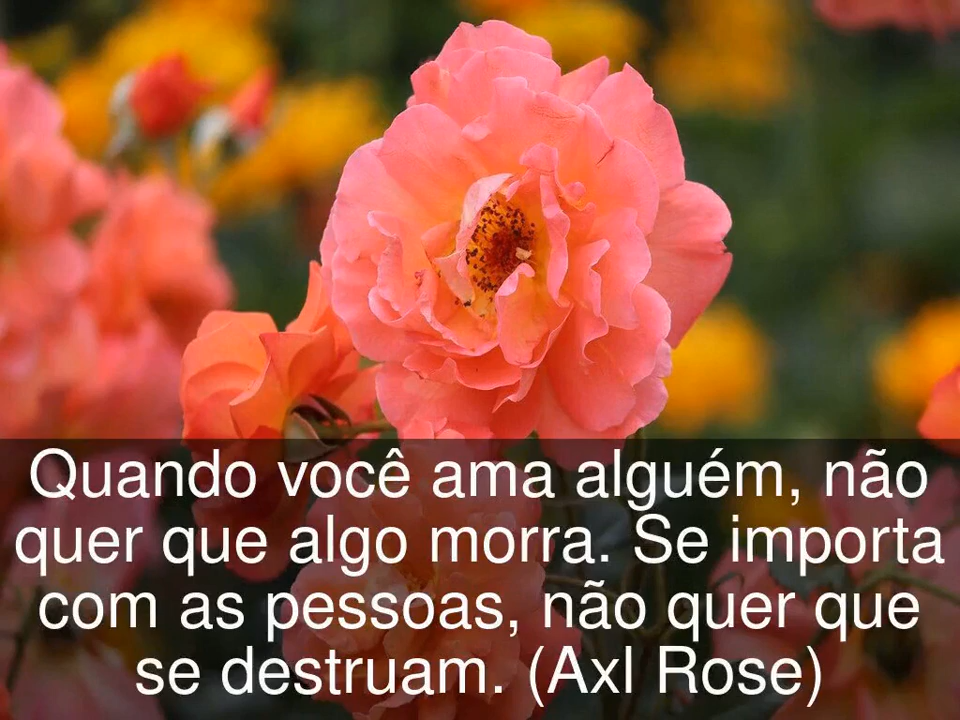 Quando você ama alguém, não
quer que algo morra. Se importa
com as pessoas, não quer que
se destruam. (Axl Rose)